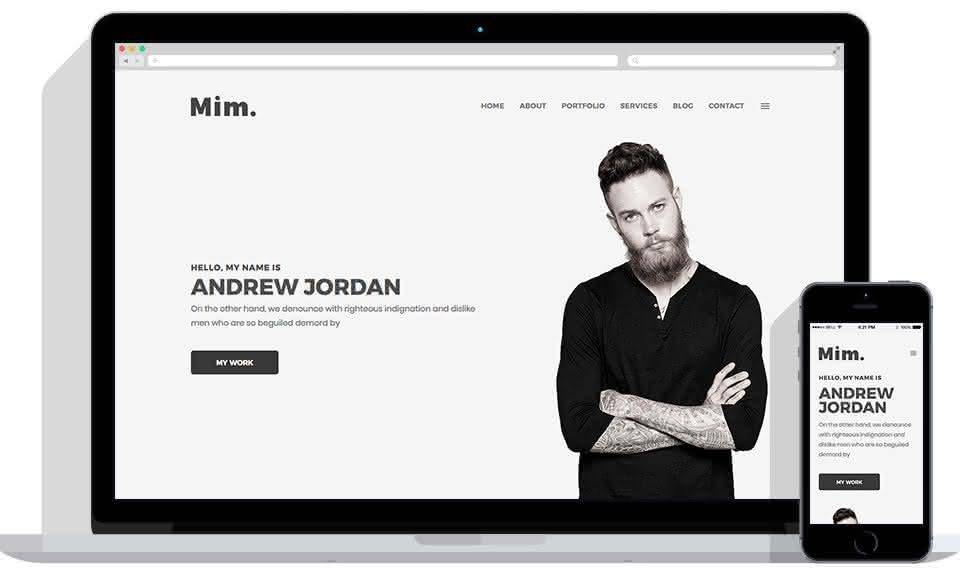 Mim.
HOME ABOUT PORTFOLIO SERVICES BLOG CONTACT
HELLO, MY NAME IS
ANDREW JORDAN
On the other hand, we denounce with righteous indignation and dislike
men who are so beguiled demord by
MY WORK
BELL 4:21 PM 100%
Mim.
HELLO, MY NAME IS
ANDREW
JORDAN
On the other hand, we denounce
with righteous indignation and
dislike men who are so beguiled
demord by
MY WORK